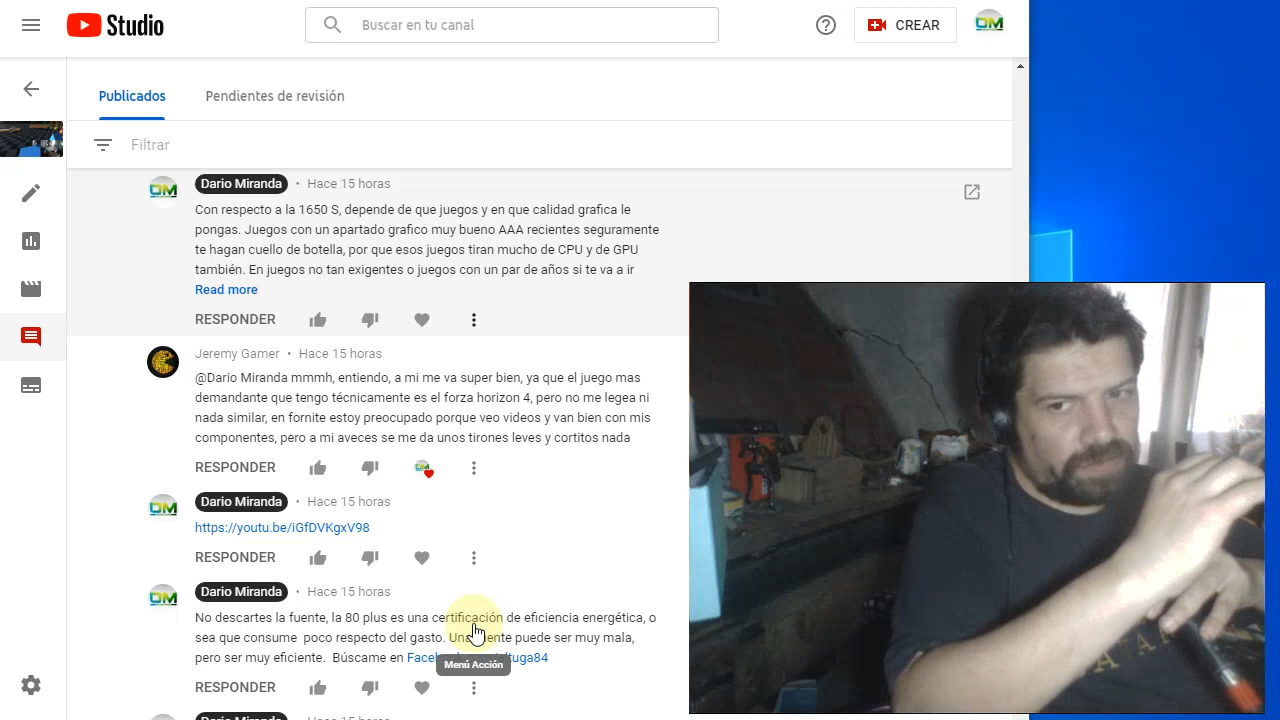 Studio
Buscar en tu canal
CREAR
DM
Publicados
Pendientes de revisión
Filtrar
Dario Miranda • Hace 15 horas
Con respecto a la 1650 S, depende de que juegos y en que calidad grafica le
pongas. Juegos con un apartado grafico muy bueno AAA recientes seguramente
te hagan cuello de botella, por que esos juegos tiran mucho de CPU y de GPU
también. En juegos no tan exigentes o juegos con un par de años si te va a ir
Read more
RESPONDER
Jeremy Gamer • Hace 15 horas
@Dario Miranda mmmh, entiendo, a mi me va super bien, ya que el juego mas
demandante que tengo técnicamente es el forza horizon 4, pero no me legea ni
nada similar, en fornite estoy preocupado porque veo videos y van bien con mis
componentes, pero a mi aveces se me da unos tirones leves y cortitos nada
RESPONDER
Dario Miranda • Hace 15 horas
https://youtu.be/iGfDVKgxV98
RESPONDER
Dario Miranda • Hace 15 horas
No descartes la fuente, la 80 plus es una certificación de eficiencia energética, o
sea que consume poco respecto del gasto. Una fuente puede ser muy mala,
pero ser muy eficiente. Búscame en
Menú Acción
RESPONDER
Dario Miranda